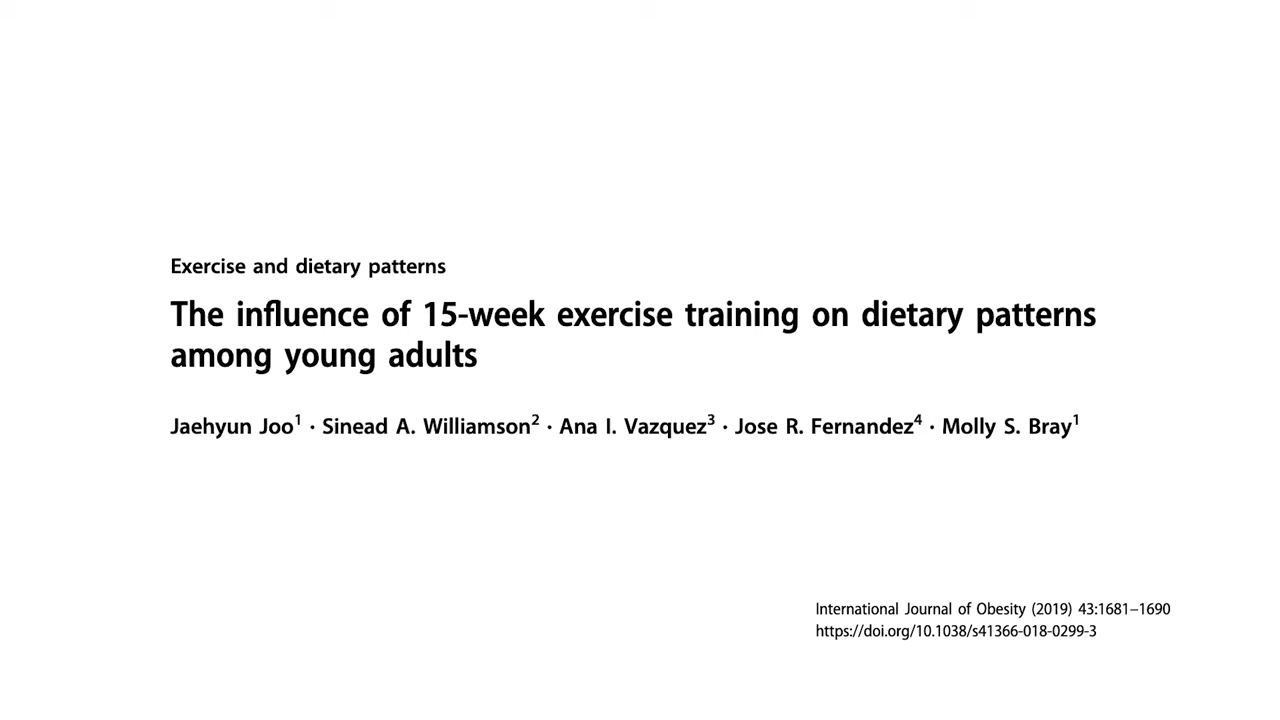 Exercise and dietary patterns
The influence of 15-week exercise training on dietary patterns
among young adults
Jaehyun Joo¹ · Sinead A. Williamson² · Ana I. Vazquez³ · Jose R. Fernandez⁴ · Molly S. Bray¹
International Journal of Obesity (2019) 43:1681–1690
https://doi.org/10.1038/s41366-018-0299-3